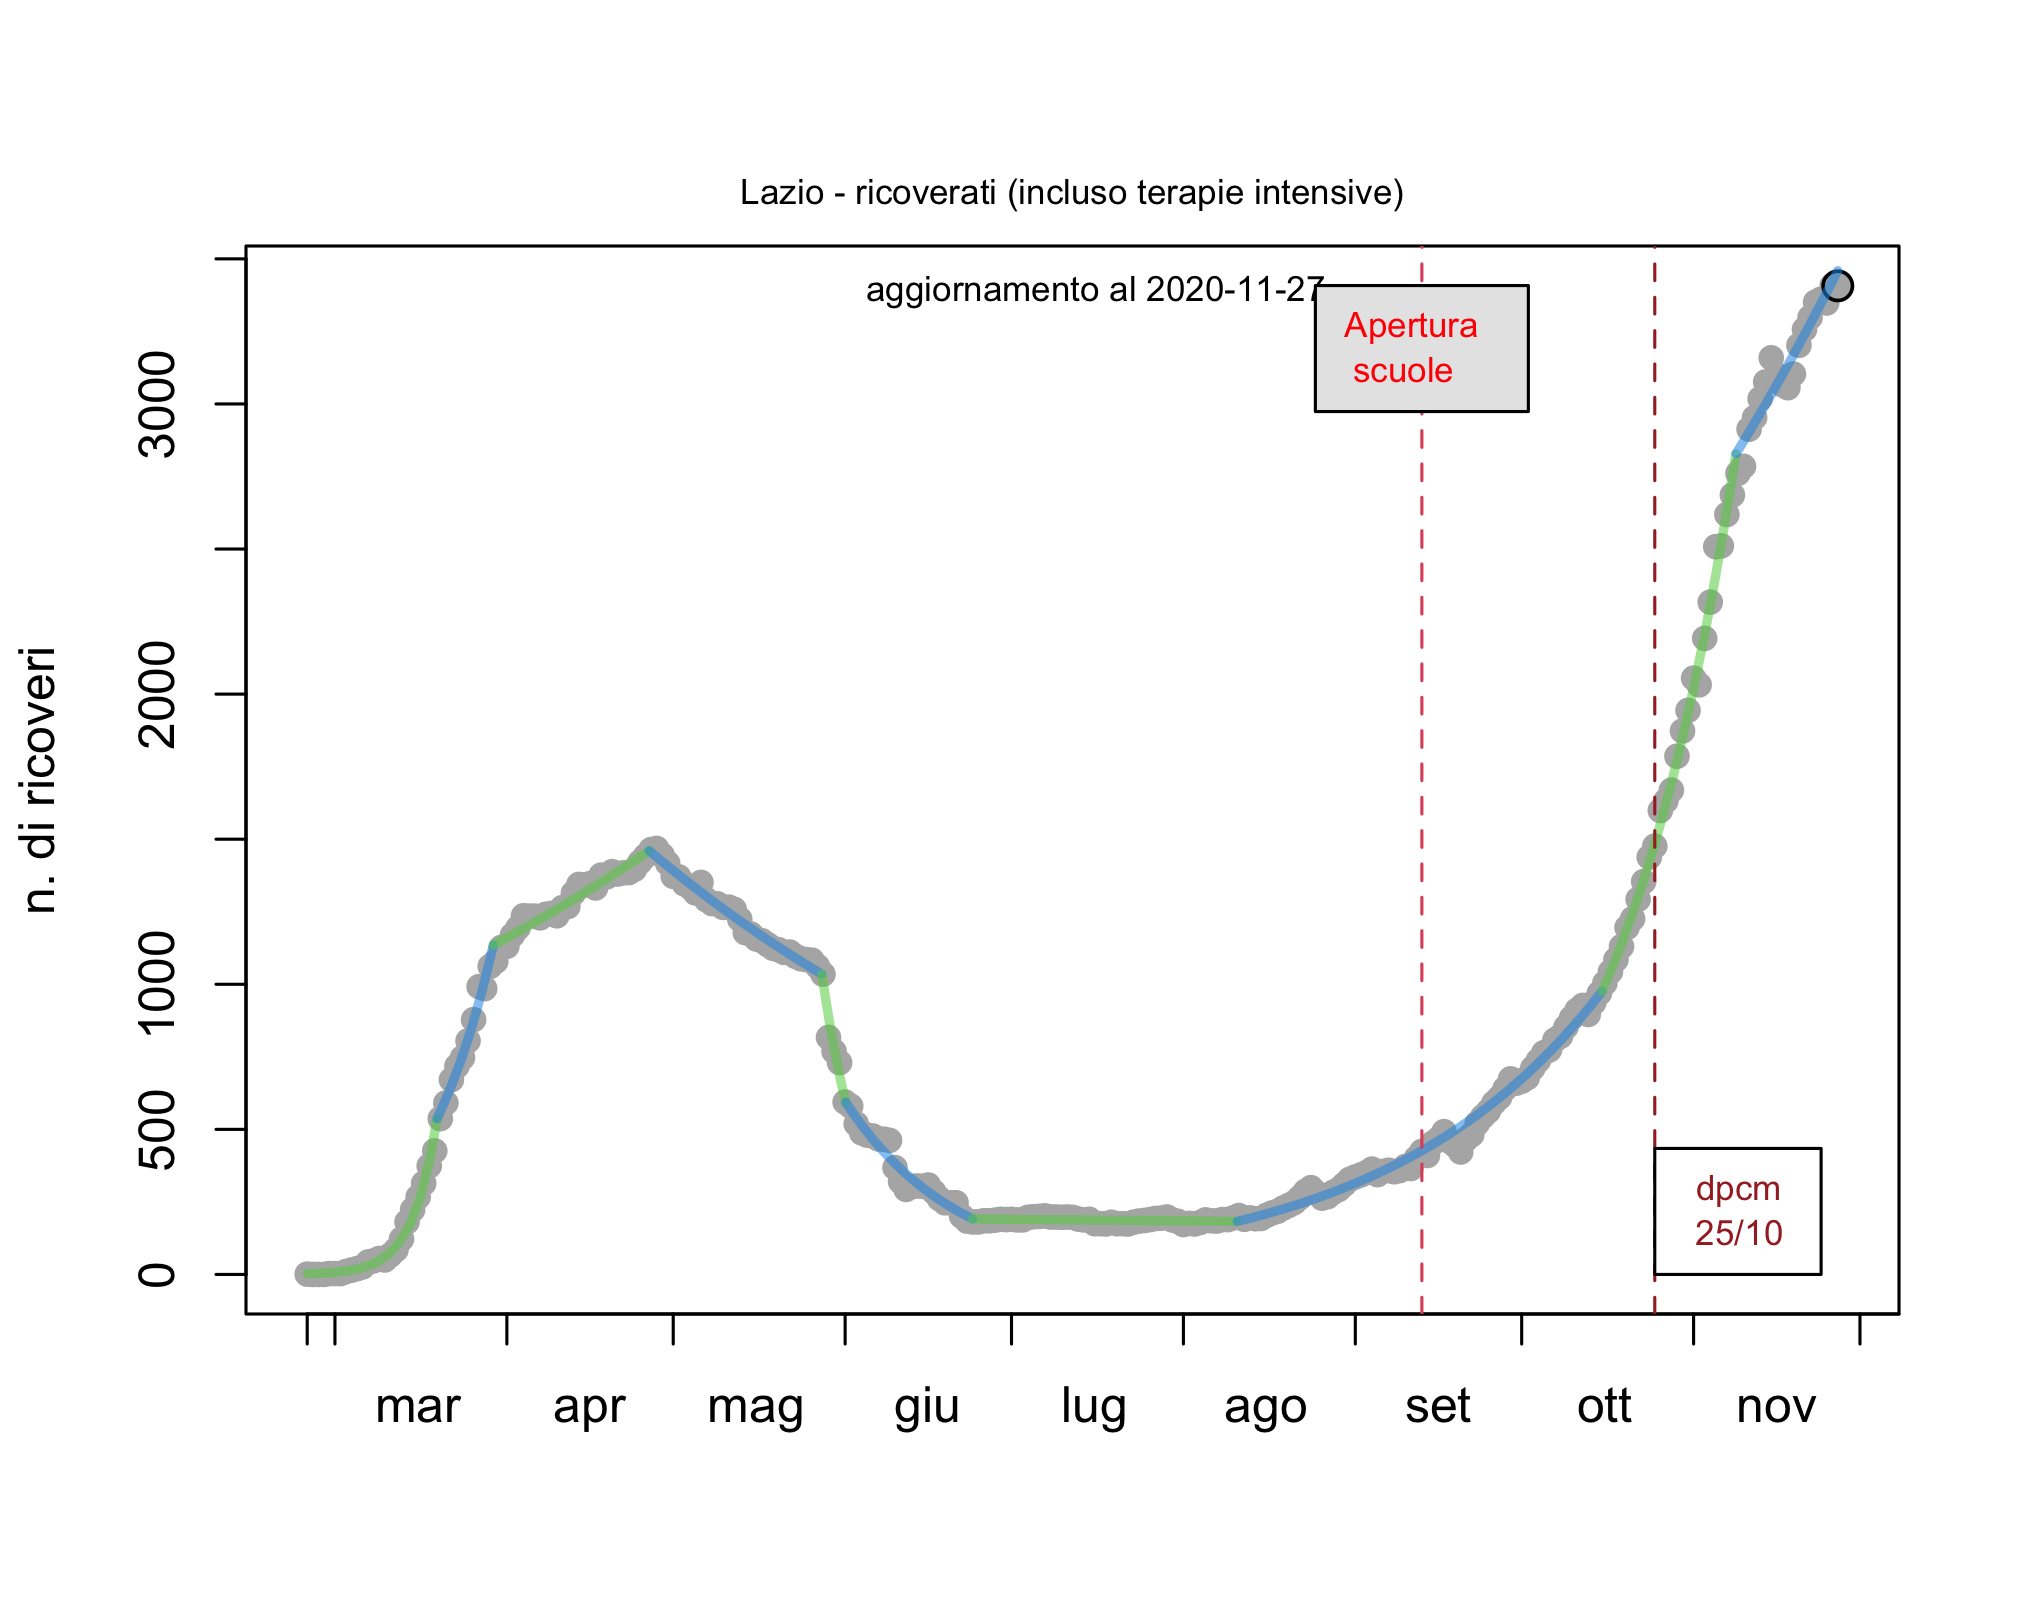 Lazio - ricoverati (incluso terapie intensive)
aggiornamento al 2020-11-27
Apertura
scuole
n. di ricoveri
3000
2000
1000
500
0
dpcm
25/10
mar apr mag giu lug ago set ott nov